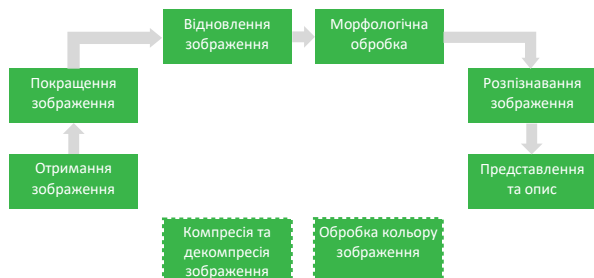 Відновлення
зображення
Морфологічна
обробка
Покращення
зображення
Розпізнавання
зображення
Отримання
зображення
Представлення
та опис
Компресія та
декомпресія
зображення
Обробка кольору
зображення